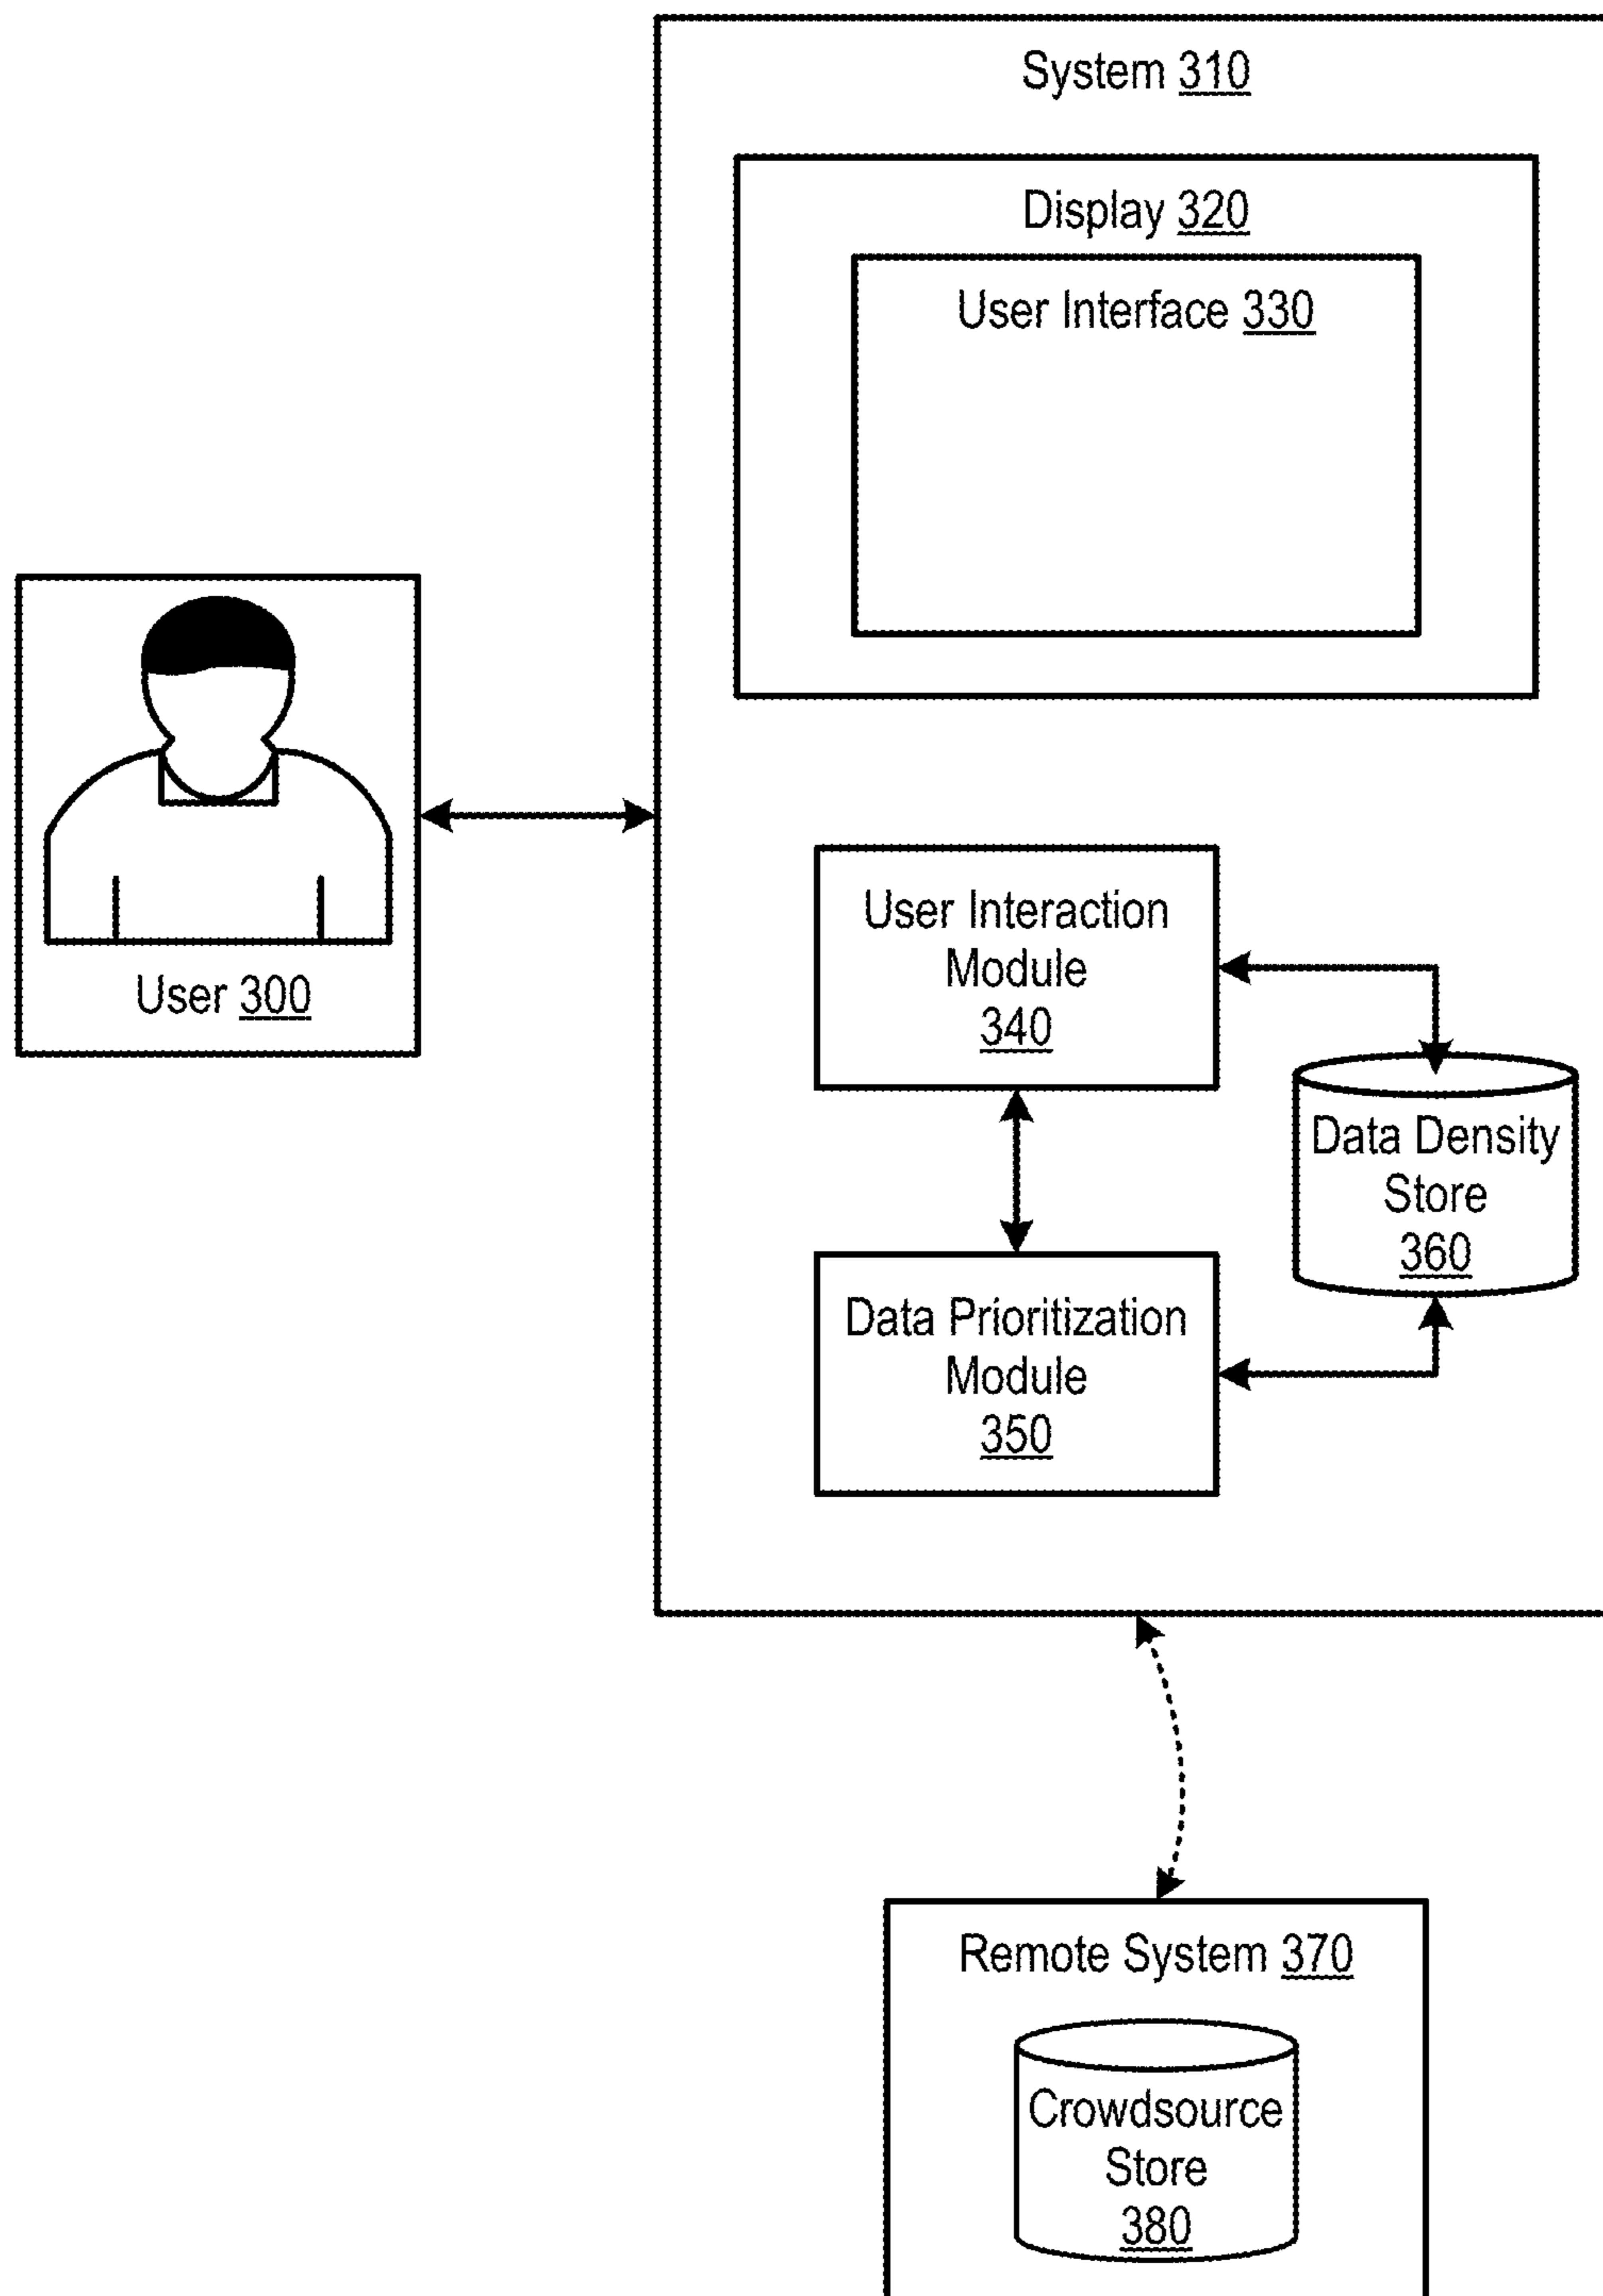 System 310
Display 320
User Interface 330
User 300
User Interaction
Module
340
Data Density
Store
360
Data Prioritization
Module
350
Remote System 370
Crowdsource
Store
380